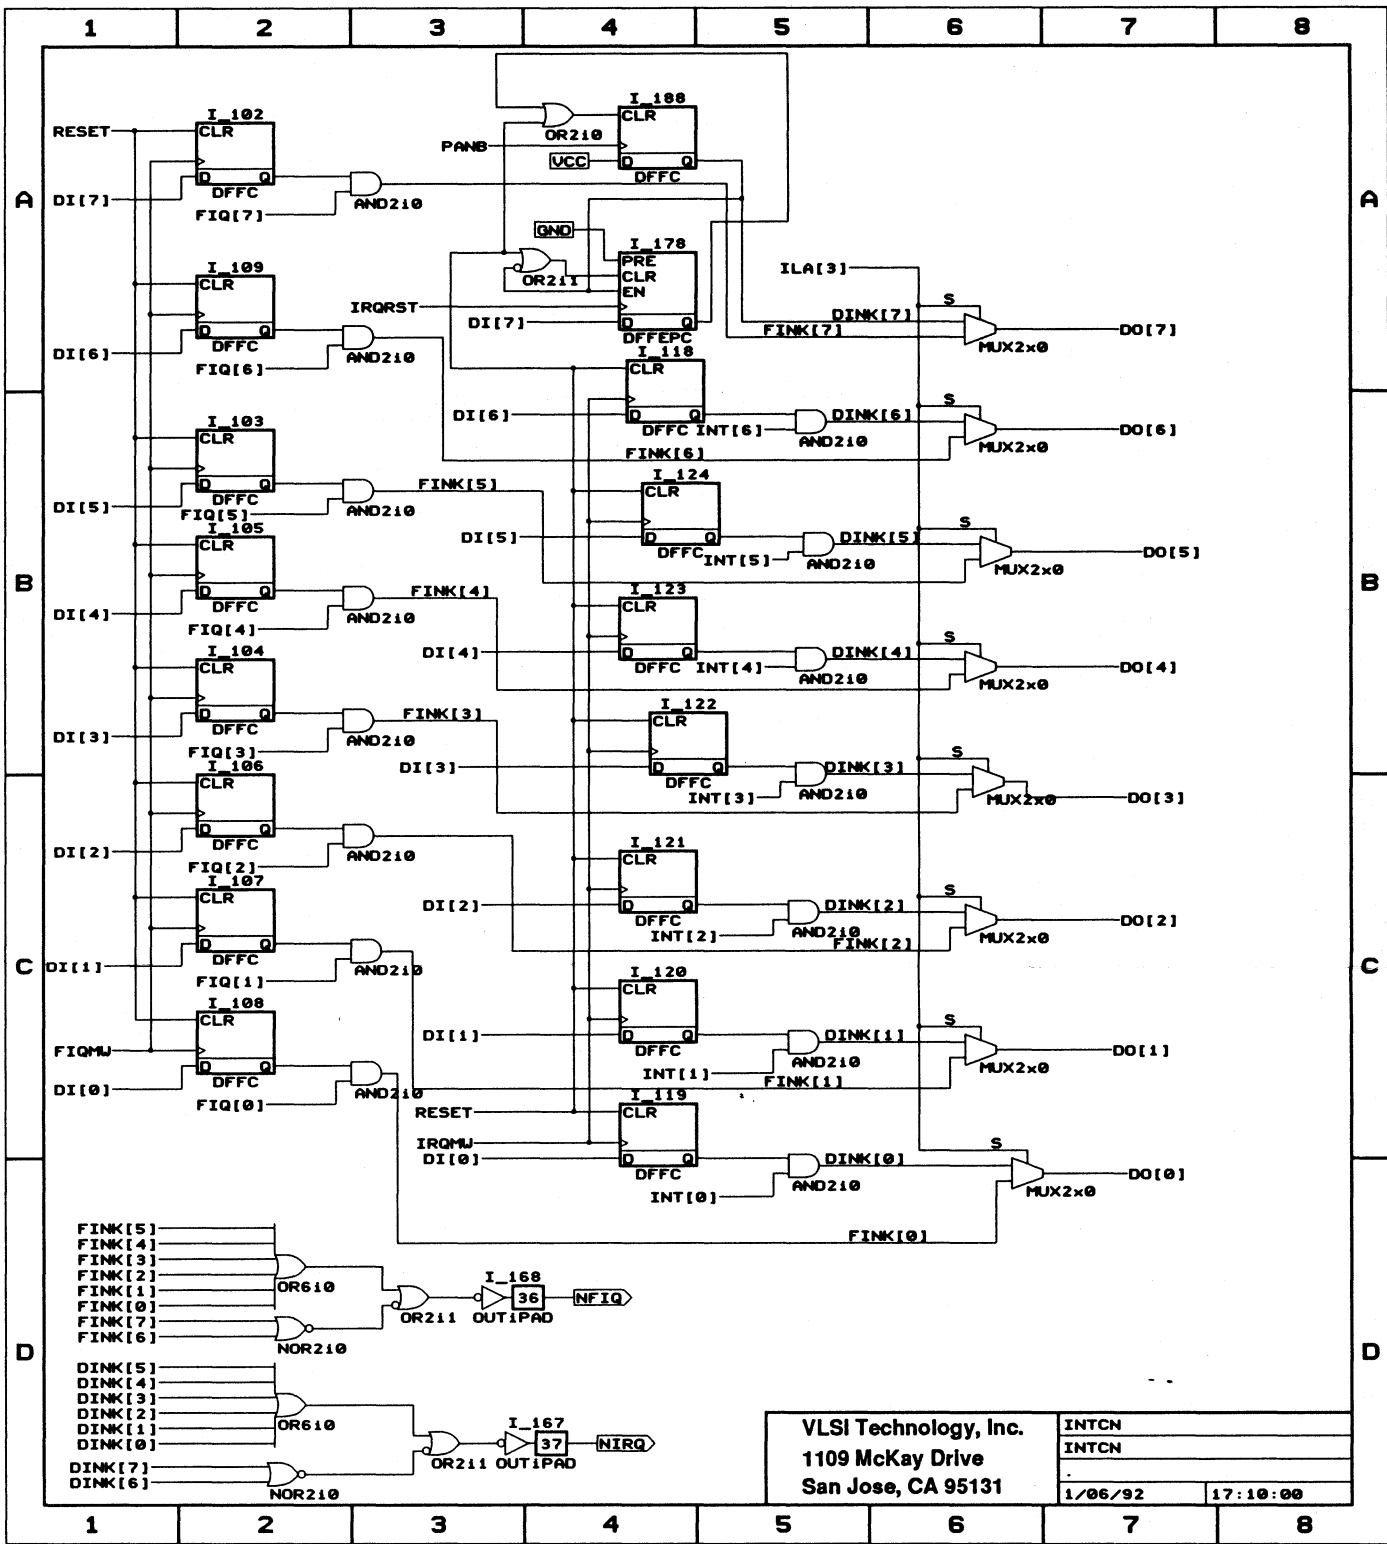 1 2 3 4 5 6 7 8
A A
B B
C C
D D
I_102
RESET
CLR
DI[7]
D Q
DFFC
FIQ[7]
AND2i0
I_109
CLR
DI[6]
D Q
DFFC
FIQ[6]
AND2i0
I_103
CLR
DI[5]
D Q
DFFC
FIQ[5]
AND2i0
FINK[5]
I_105
CLR
DI[4]
D Q
DFFC
FIQ[4]
AND2i0
FINK[4]
I_104
CLR
DI[3]
D Q
DFFC
FIQ[3]
AND2i0
FINK[3]
I_106
CLR
DI[2]
D Q
DFFC
FIQ[2]
AND2i0
I_107
CLR
DI[1]
D Q
DFFC
FIQ[1]
AND2i0
I_108
CLR
FIQMW
DI[0]
D Q
DFFC
FIQ[0]
AND2i0
I_188
CLR
OR2i0
PANB
VCC
D Q
DFFC
GND
I_178
PRE
CLR
EN
OR2i1
IRQRST
DI[7]
D Q
DFFEPC
ILA[3]
S
DINK[7]
FINK[7]
MUX2x0
DO[7]
I_118
CLR
DI[6]
D Q
DFFC
INT[6]
AND2i0
DINK[6]
FINK[6]
S
MUX2x0
DO[6]
I_124
CLR
DI[5]
D Q
DFFC
INT[5]
AND2i0
DINK[5]
S
MUX2x0
DO[5]
I_123
CLR
DI[4]
D Q
DFFC
INT[4]
AND2i0
DINK[4]
S
MUX2x0
DO[4]
I_122
CLR
DI[3]
D Q
DFFC
INT[3]
AND2i0
DINK[3]
S
MUX2x0
DO[3]
I_121
CLR
DI[2]
D Q
DFFC
INT[2]
AND2i0
DINK[2]
FINK[2]
S
MUX2x0
DO[2]
I_120
CLR
DI[1]
D Q
DFFC
INT[1]
AND2i0
DINK[1]
FINK[1]
S
MUX2x0
DO[1]
I_119
RESET
CLR
IRQMW
DI[0]
D Q
DFFC
INT[0]
AND2i0
DINK[0]
FINK[0]
S
MUX2x0
DO[0]
FINK[5]
FINK[4]
FINK[3]
FINK[2]
FINK[1]
FINK[0]
FINK[7]
FINK[6]
OR6i0
NOR2i0
OR2i1
I_168
36
OUTiPAD
NFIQ
DINK[5]
DINK[4]
DINK[3]
DINK[2]
DINK[1]
DINK[0]
DINK[7]
DINK[6]
OR6i0
NOR2i0
OR2i1
I_167
37
OUTiPAD
NIRQ
VLSI Technology, Inc.
1109 McKay Drive
San Jose, CA 95131
INTCN
INTCN
1/06/92 17:10:00
1 2 3 4 5 6 7 8